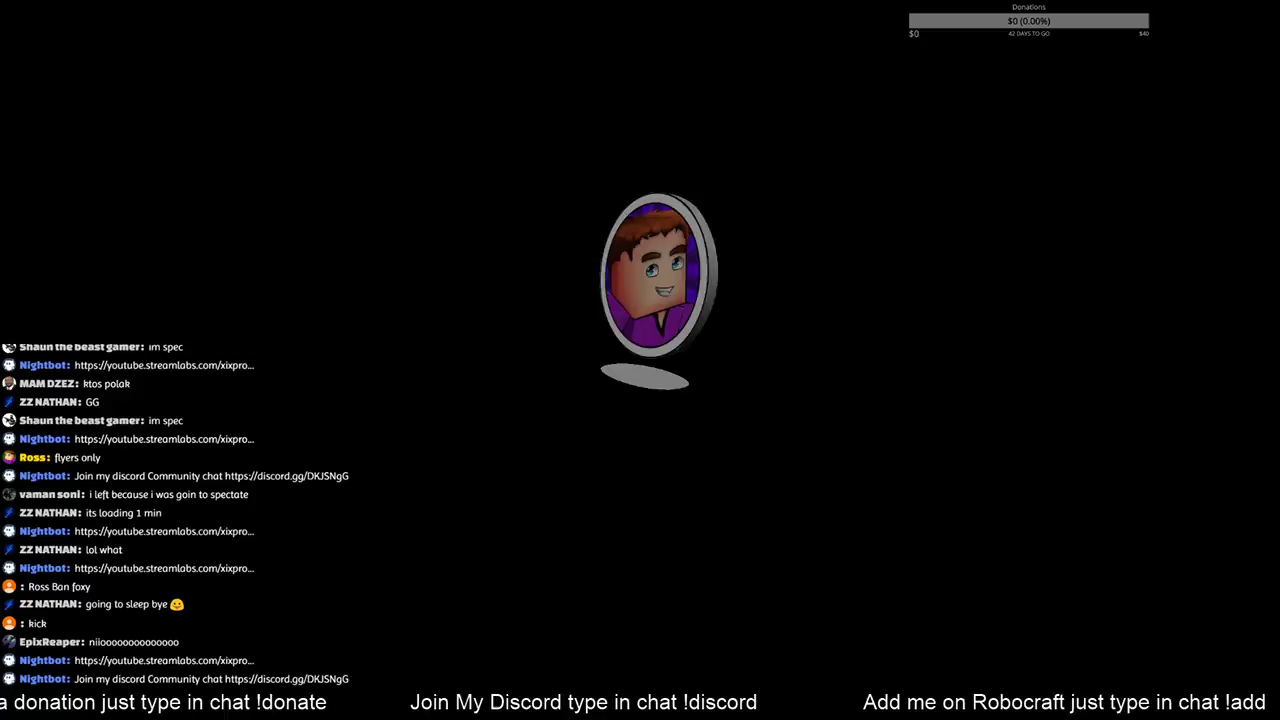 Donations
$0 (0.00%)
$0 42 DAYS TO GO $40
Shaun the beast gamer: im spec
Nightbot: https://youtube.streamlabs.com/xixpro...
MAM DZEZ: ktos polak
ZZ NATHAN: GG
Shaun the beast gamer: im spec
Nightbot: https://youtube.streamlabs.com/xixpro...
Ross: flyers only
Nightbot: Join my discord Community chat https://discord.gg/DKJSNgG
vaman soni: i left because i was goin to spectate
ZZ NATHAN: its loading 1 min
Nightbot: https://youtube.streamlabs.com/xixpro...
ZZ NATHAN: lol what
Nightbot: https://youtube.streamlabs.com/xixpro...
: Ross Ban foxy
ZZ NATHAN: going to sleep bye
: kick
EpixReaper: niiooooooooooooo
Nightbot: https://youtube.streamlabs.com/xixpro...
Nightbot: Join my discord Community chat https://discord.gg/DKJSNgG
a donation just type in chat !donate Join My Discord type in chat !discord Add me on Robocraft just type in chat !add